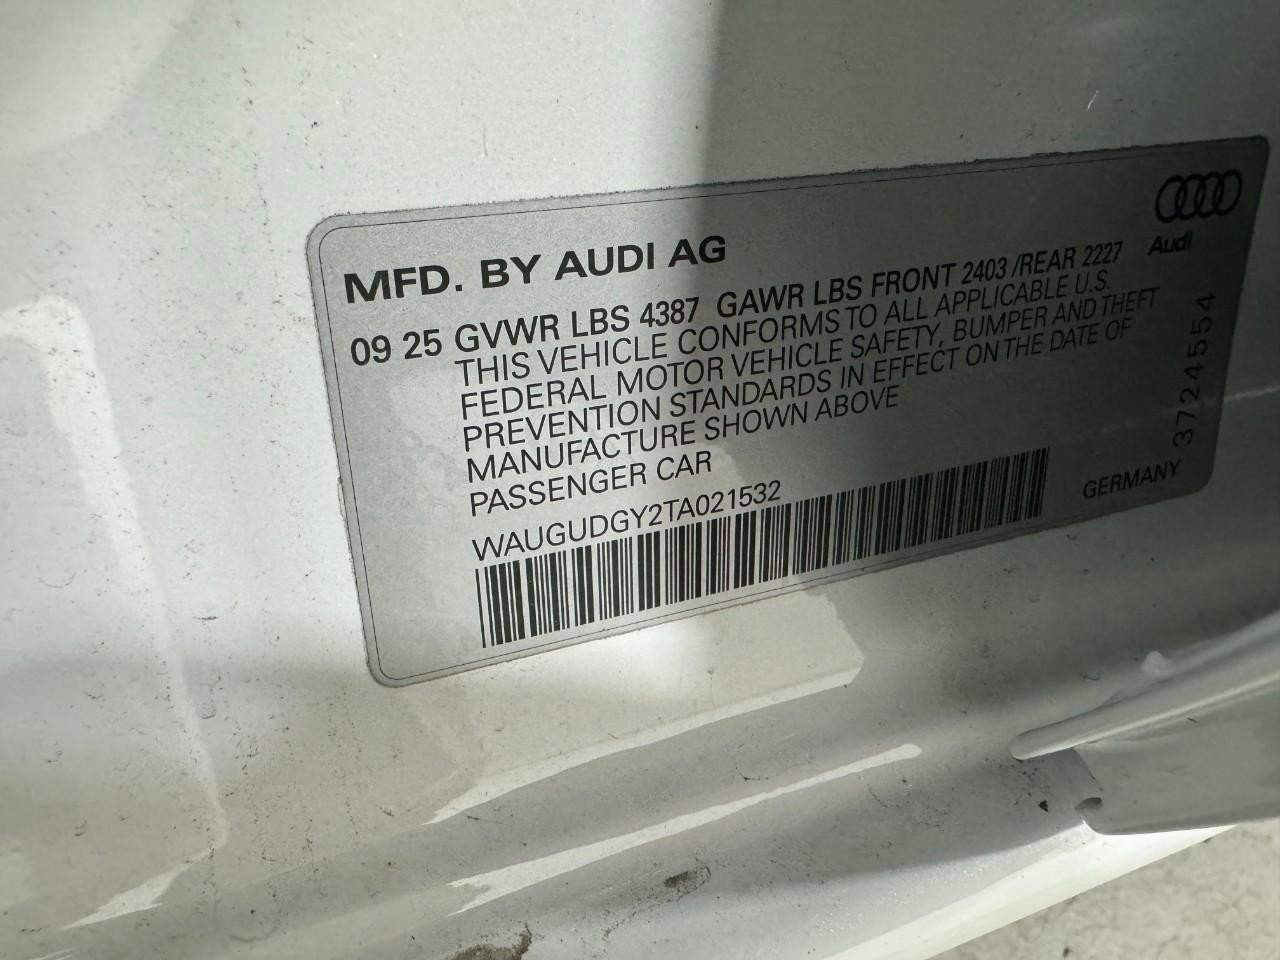 MFD. BY AUDI AG
09 25 GVWR LBS 4387 GAWR LBS FRONT 2403 /REAR 2227
THIS VEHICLE CONFORMS TO ALL APPLICABLE U.S.
FEDERAL MOTOR VEHICLE SAFETY, BUMPER AND THEFT
PREVENTION STANDARDS IN EFFECT ON THE DATE OF
MANUFACTURE SHOWN ABOVE
PASSENGER CAR
WAUGUDGY2TA021532
Audi
3724554
GERMANY